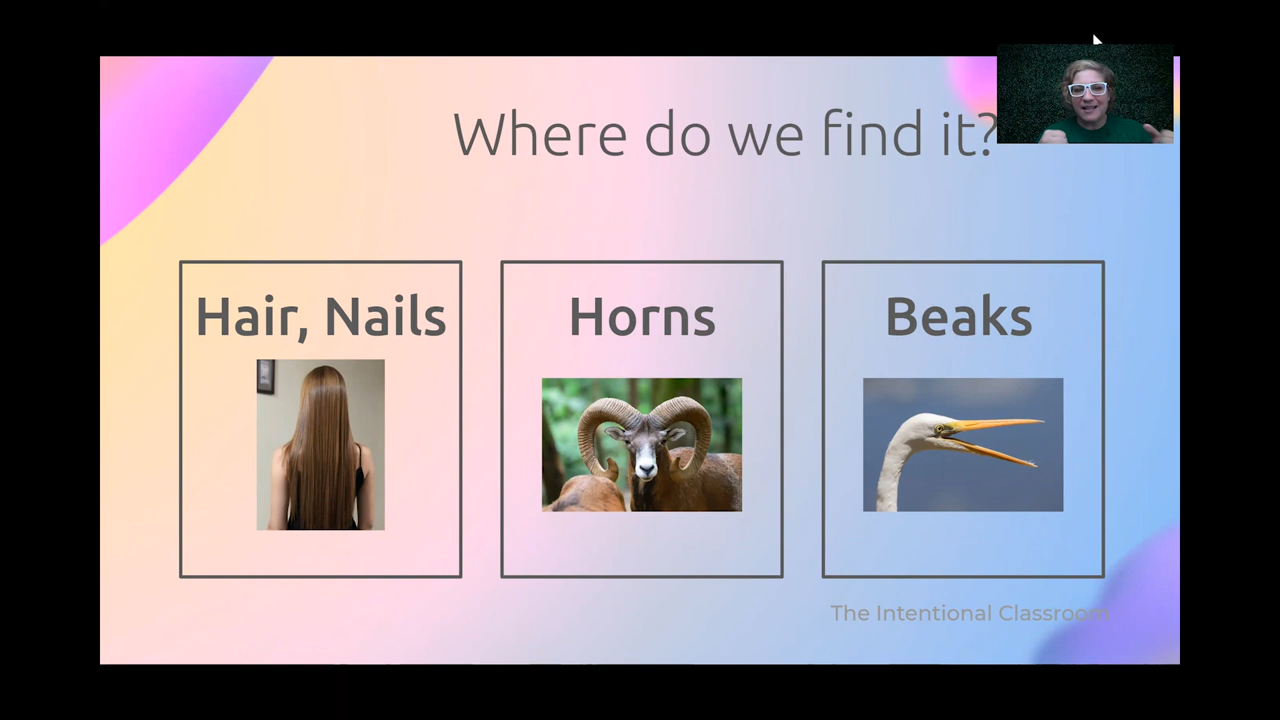 Where do we find it?
Hair, Nails
Horns
Beaks
The Intentional Classroom